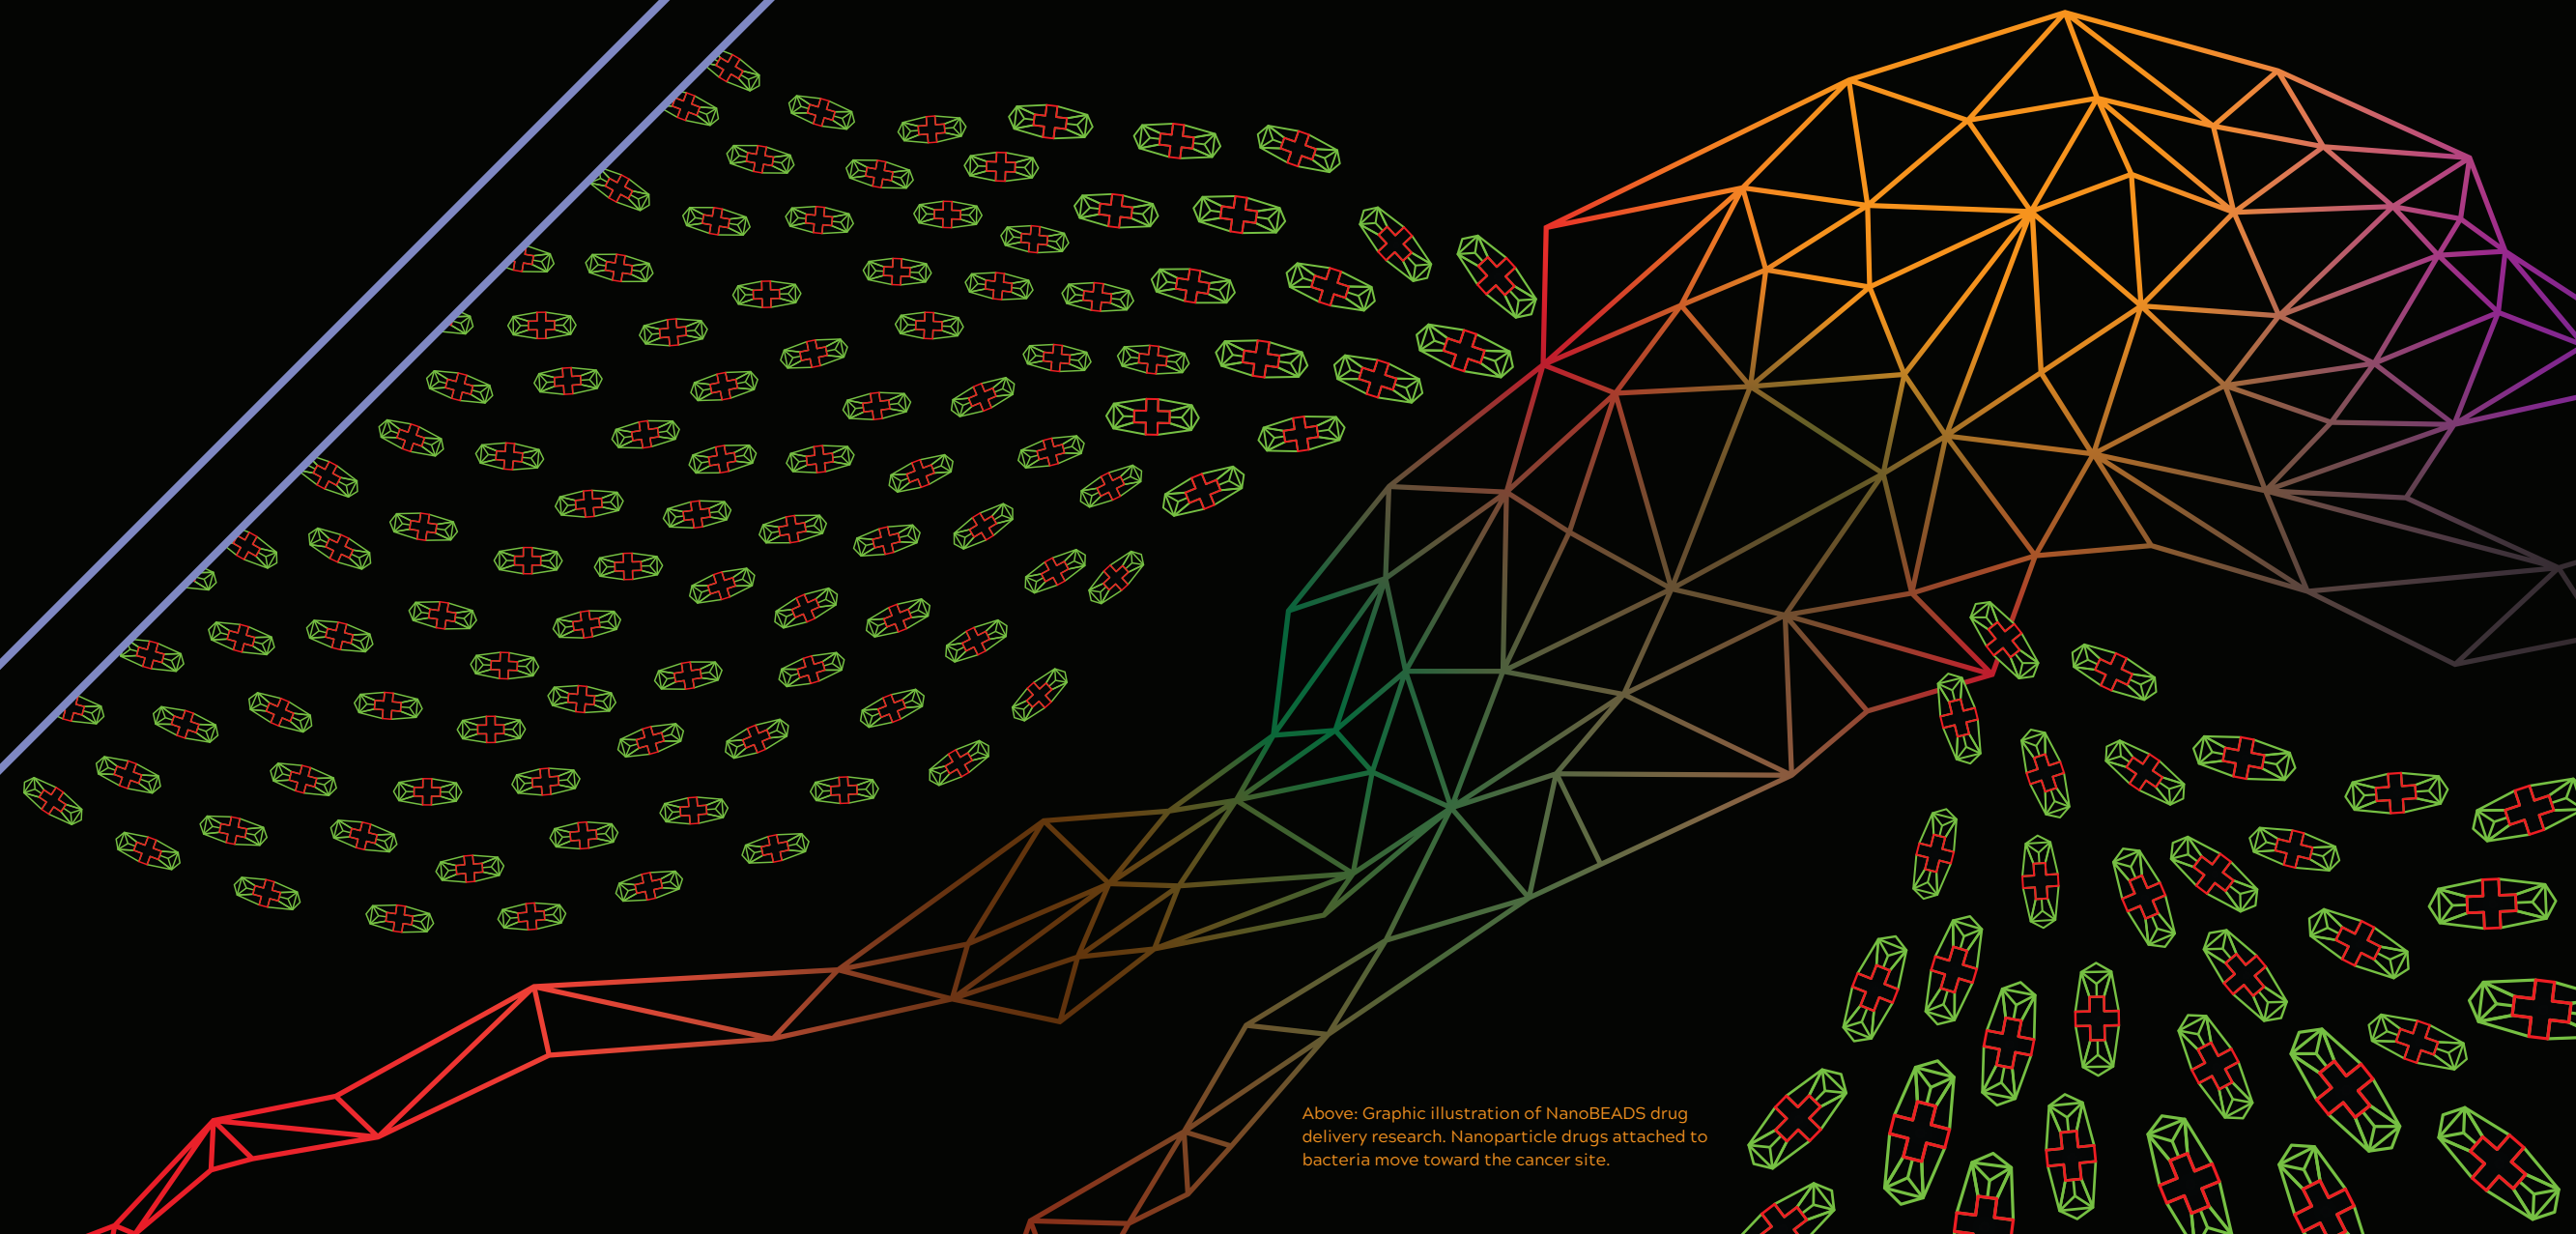 Above: Graphic illustration of NanoBEADS drug
delivery research. Nanoparticle drugs attached to
bacteria move toward the cancer site.